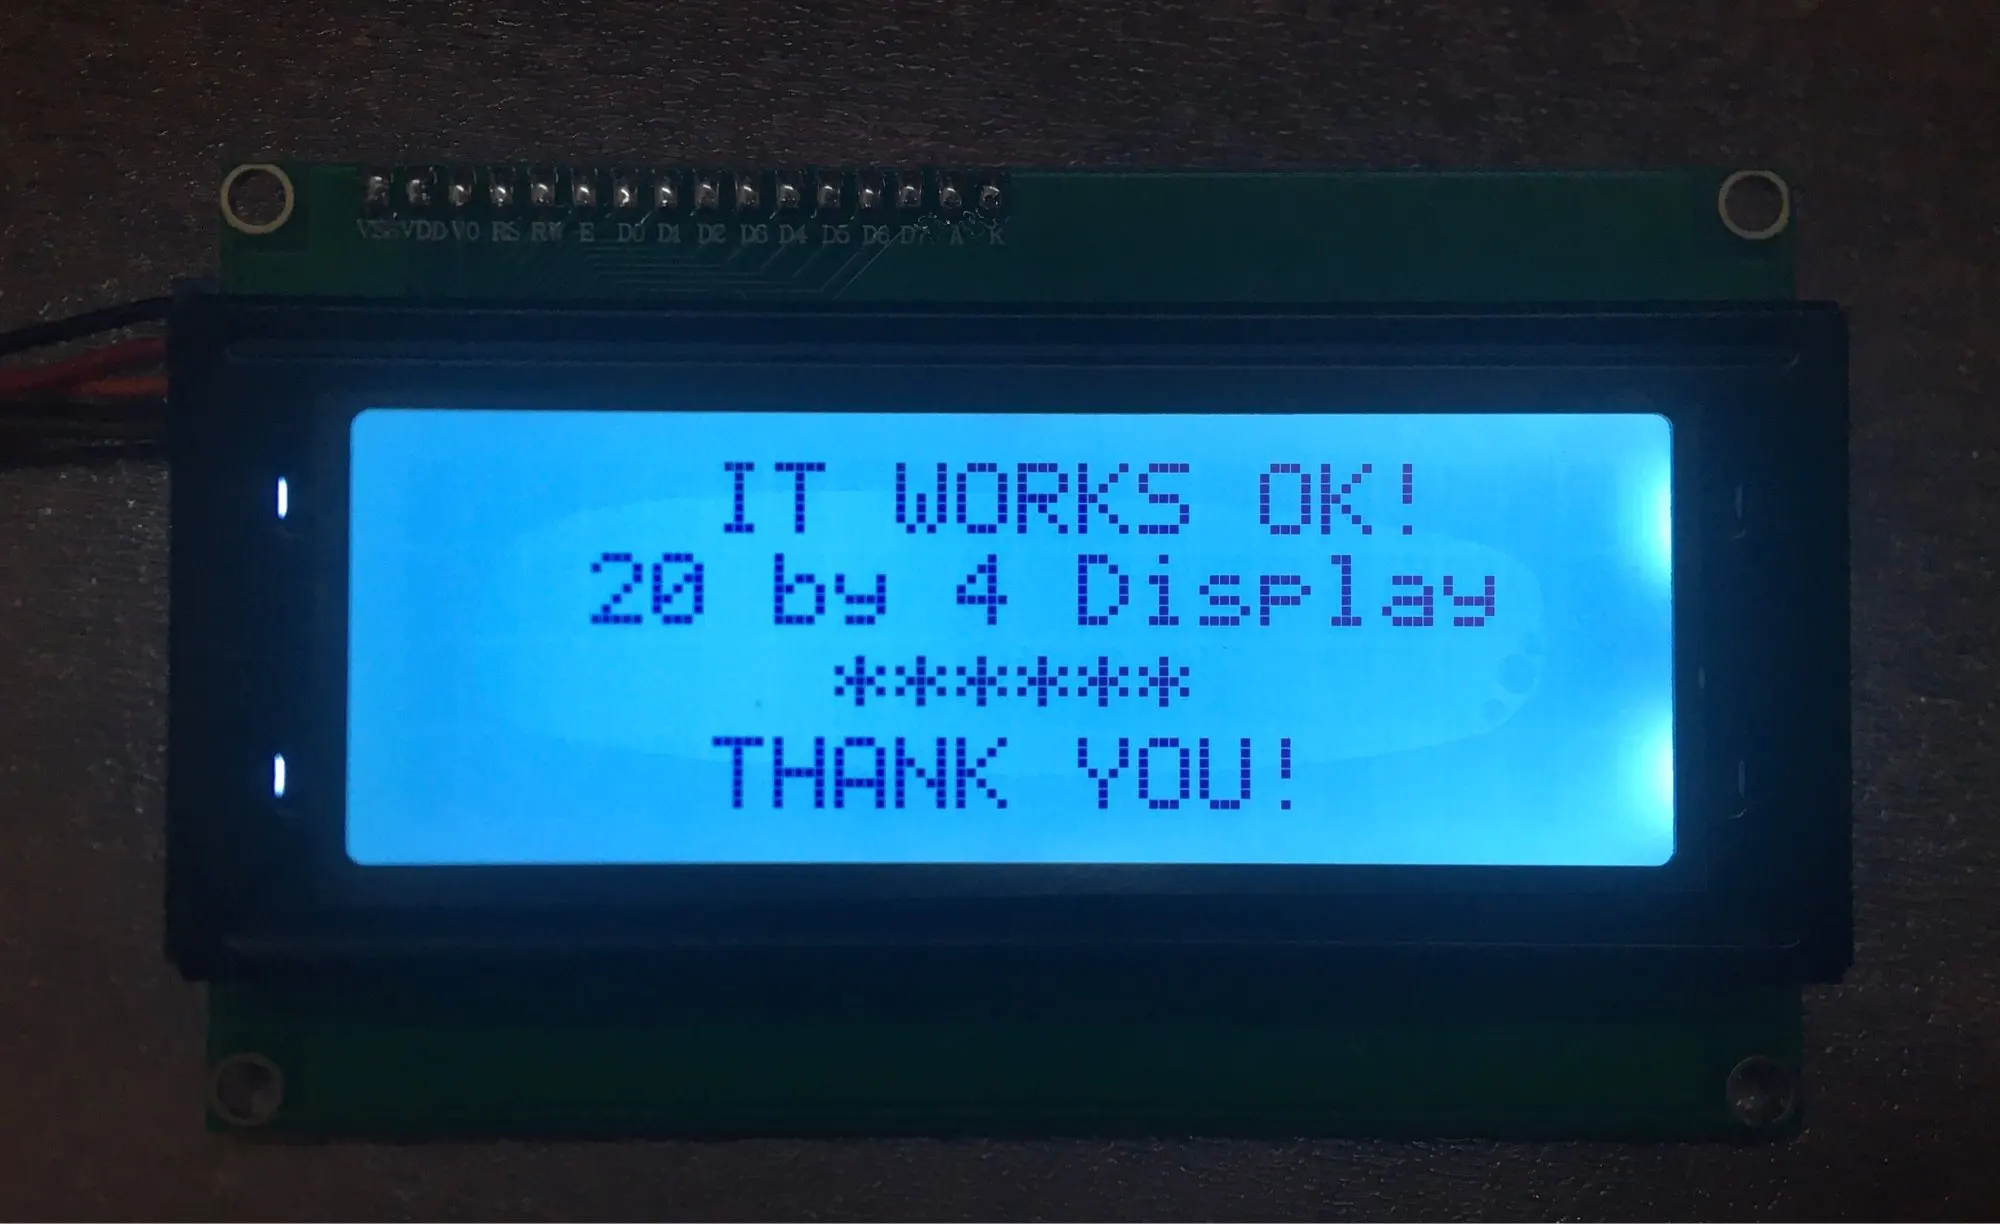 VSS VDD V0 RS RW E D0 D1 D2 D3 D4 D5 D6 D7 A K
IT WORKS OK!
20 by 4 Display
******
THANK YOU!